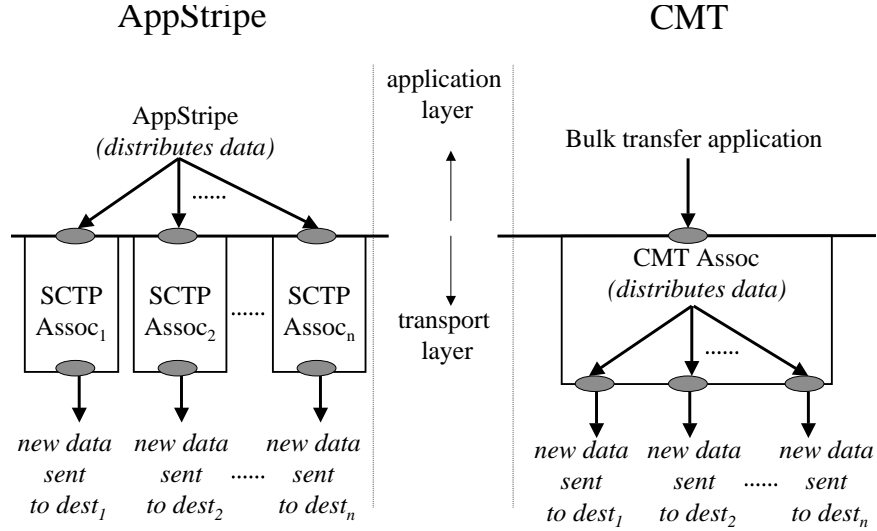 AppStripe
CMT
application
layer
AppStripe
(distributes data)
......
Bulk transfer application
SCTP
Assoc1
SCTP
Assoc2
......
SCTP
Assocn
transport
layer
CMT Assoc
(distributes data)
......
new data
sent
to dest1
new data
sent
to dest2
......
new data
sent
to destn
new data
sent
to dest1
new data
sent
to dest2
......
new data
sent
to destn